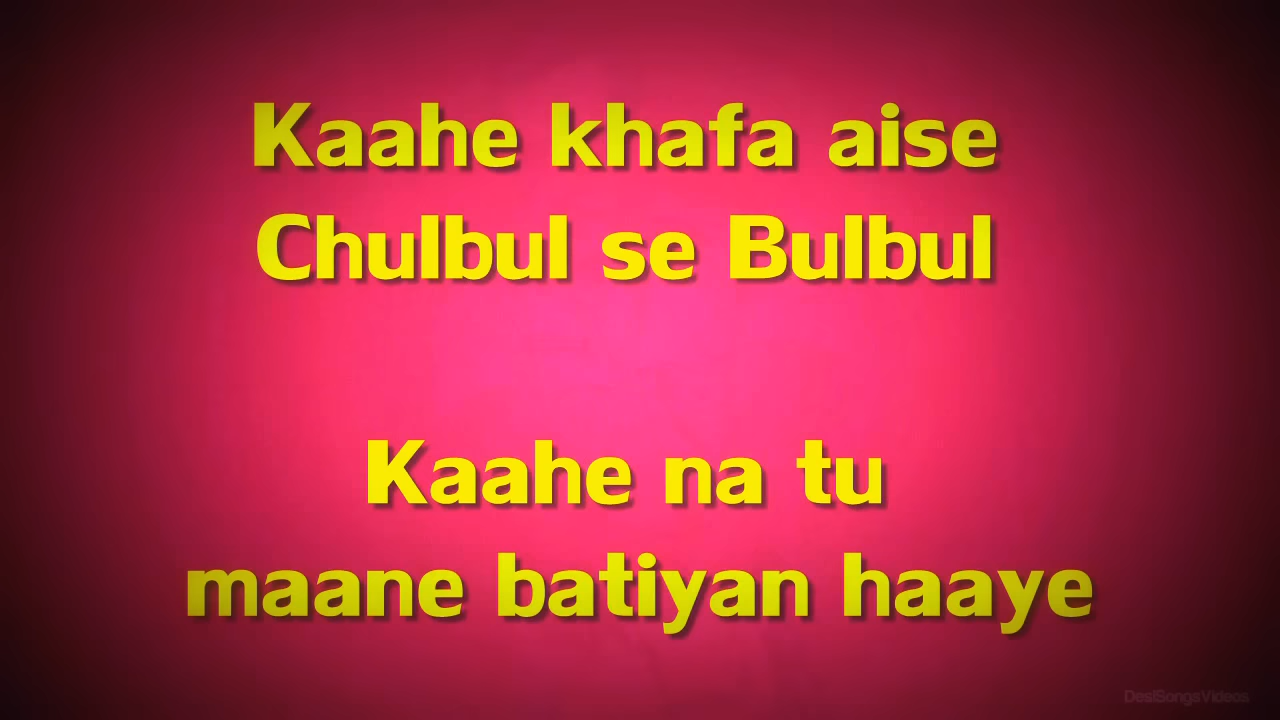 Kaahe khafa aise
Chulbul se Bulbul
Kaahe na tu
maane batiyan haaye
DesiSongsVideos